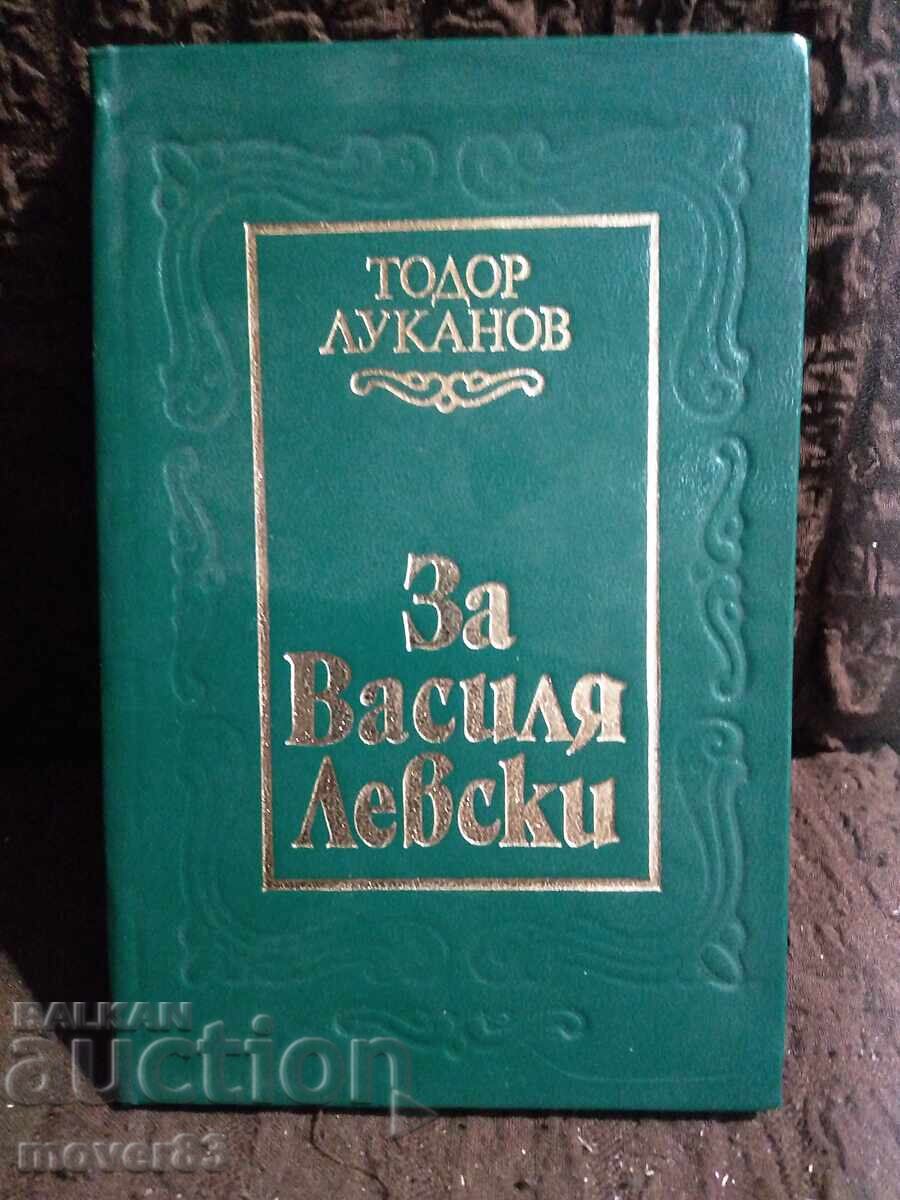 ТОДОР
ЛУКАНОВ
За
Василя
Левски
BALKAN
auction
mover83